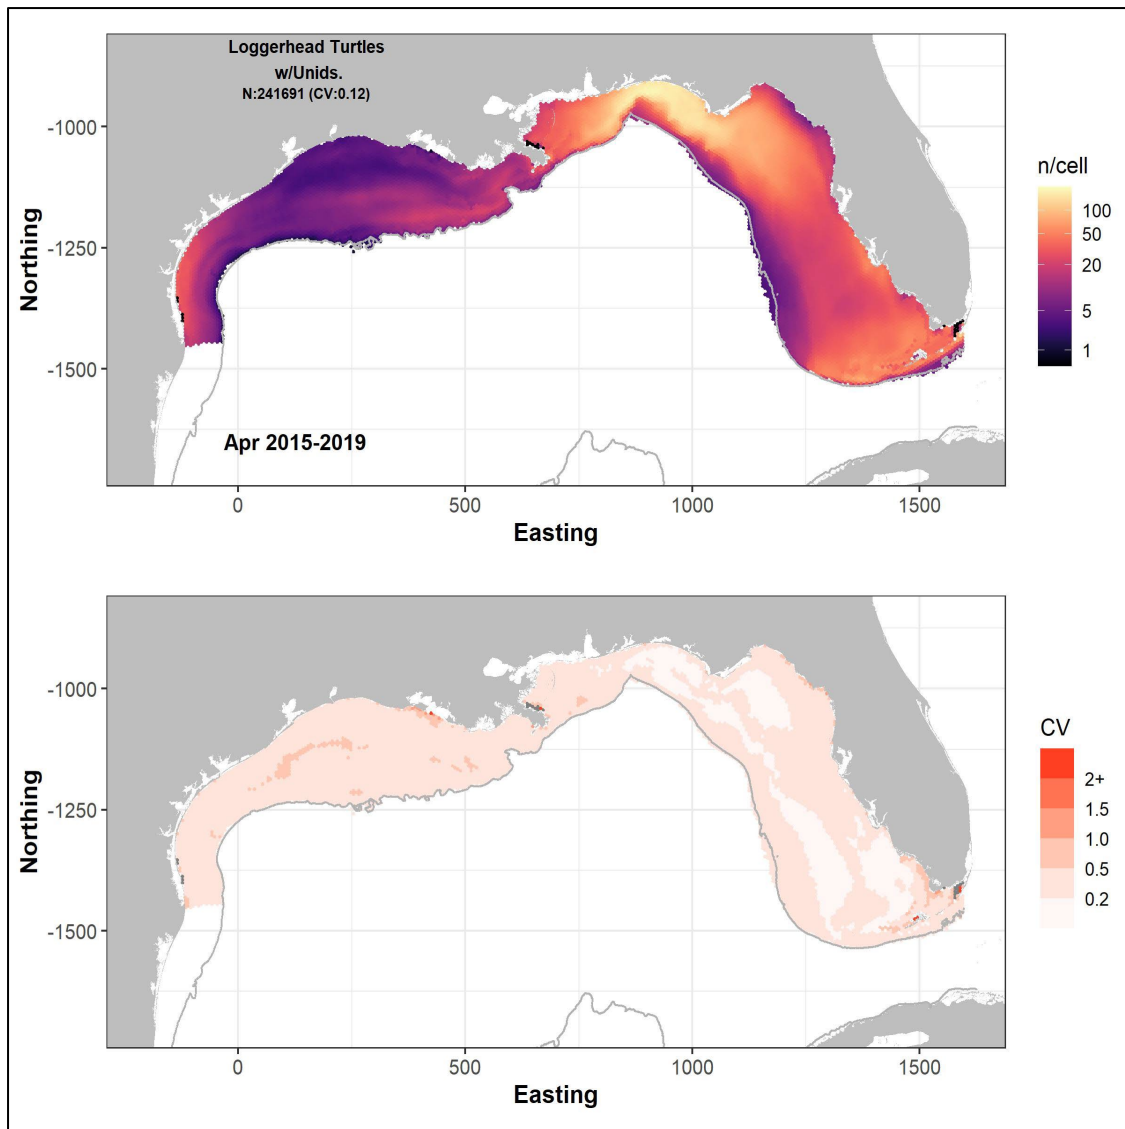 Loggerhead Turtles
w/Unids.
N:241691 (CV:0.12)
-1000
-1250
-1500
Northing
Apr 2015-2019
0 500 1000 1500
Easting
n/cell
100
50
20
5
1
-1000
-1250
-1500
Northing
0 500 1000 1500
Easting
CV
2+
1.5
1.0
0.5
0.2